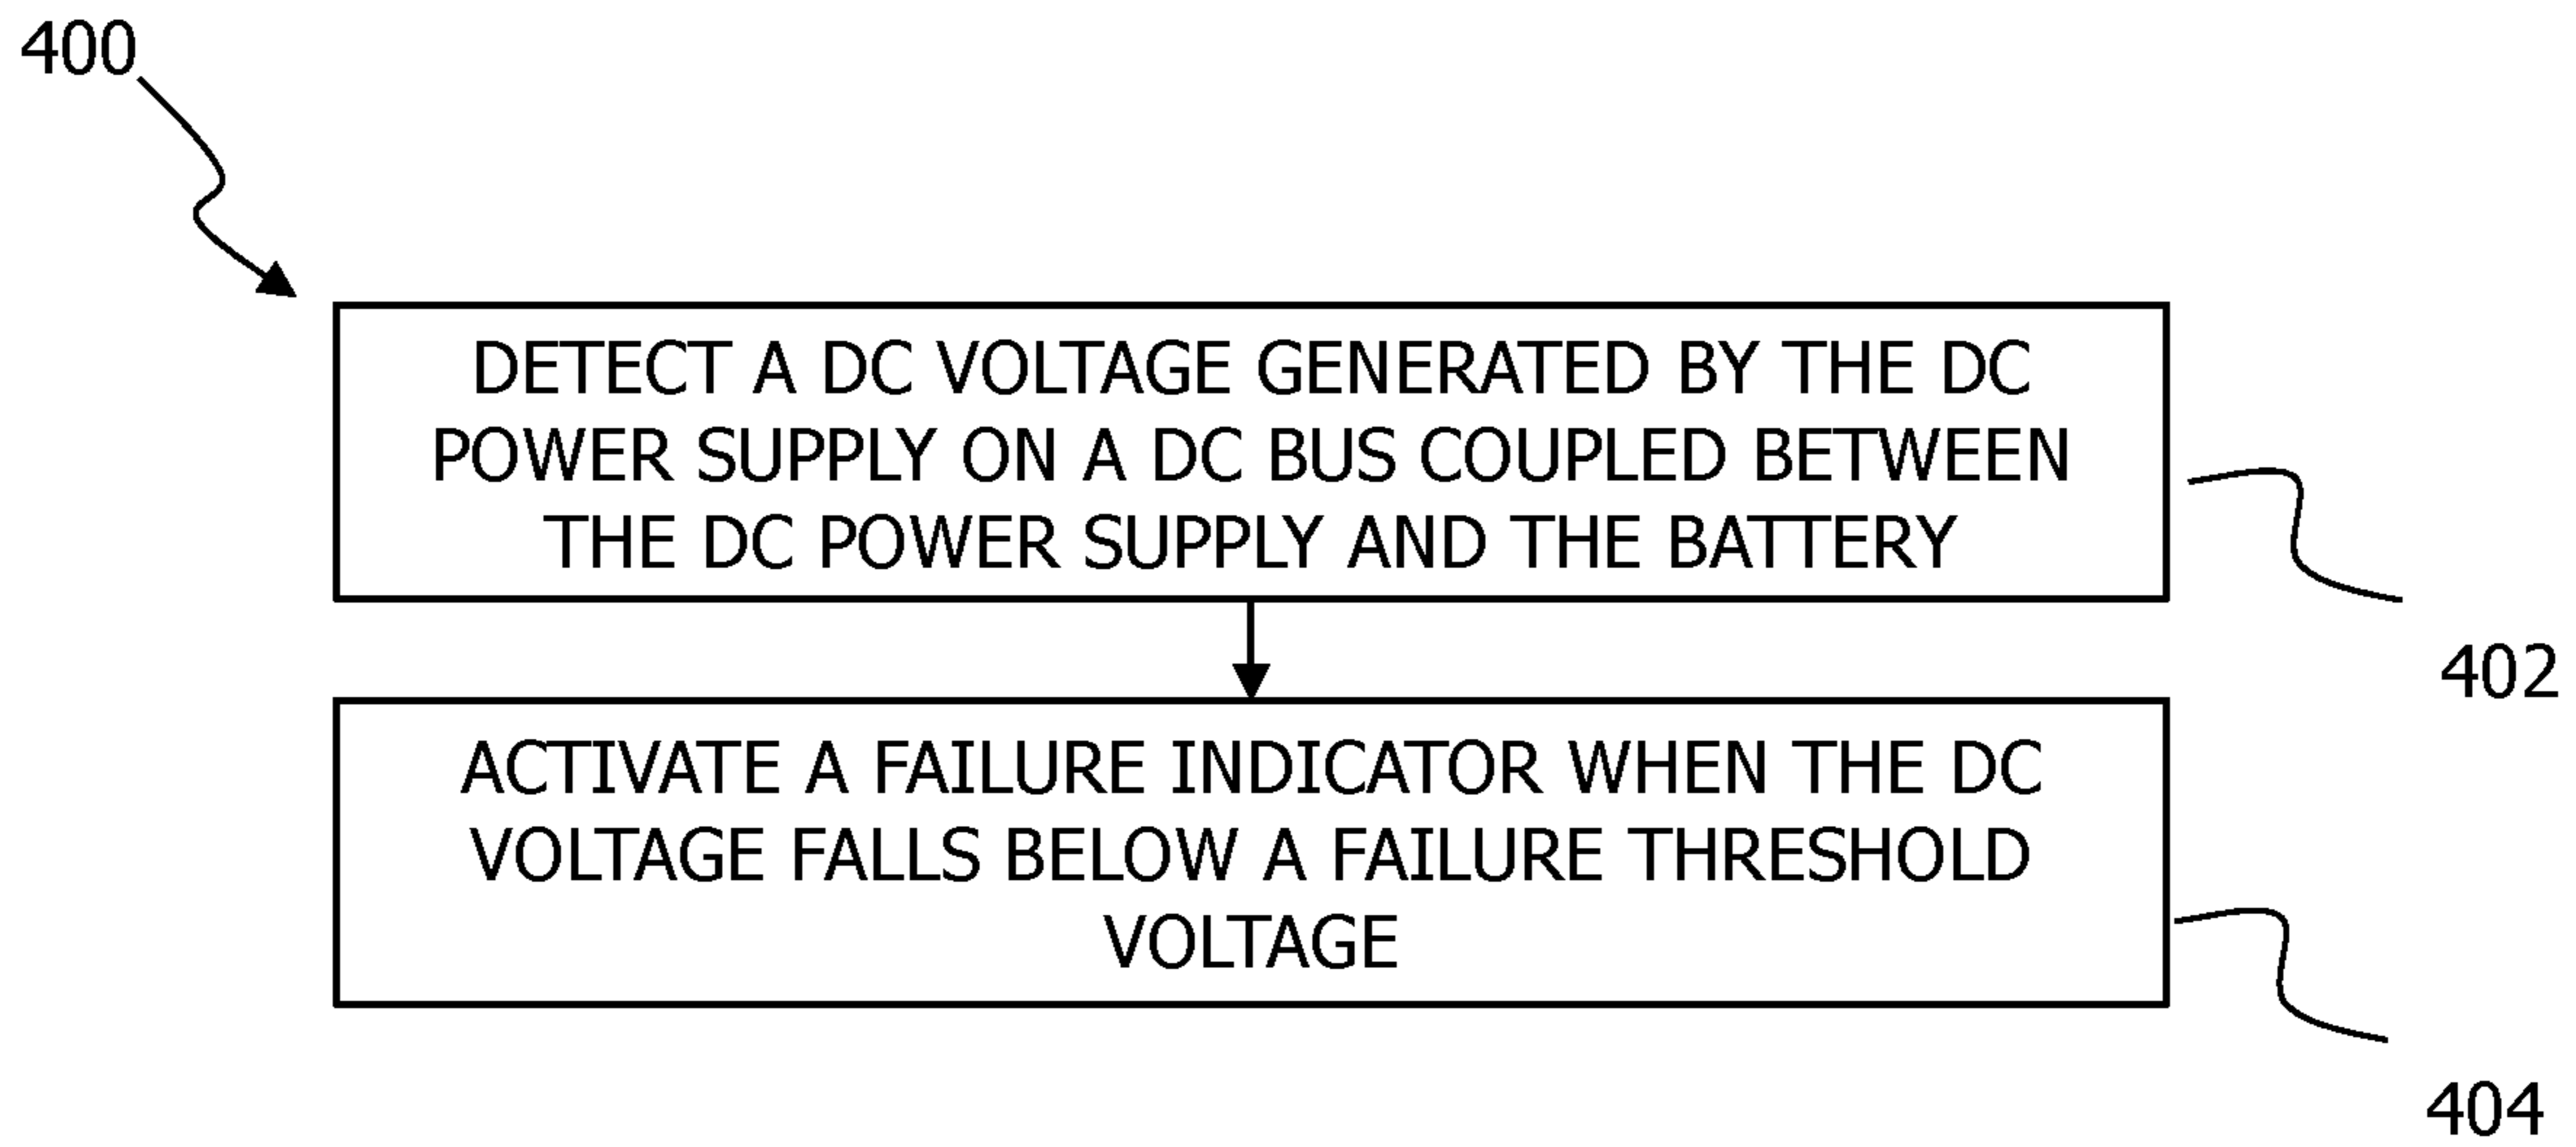 400
DETECT A DC VOLTAGE GENERATED BY THE DC
POWER SUPPLY ON A DC BUS COUPLED BETWEEN
THE DC POWER SUPPLY AND THE BATTERY
402
ACTIVATE A FAILURE INDICATOR WHEN THE DC
VOLTAGE FALLS BELOW A FAILURE THRESHOLD
VOLTAGE
404